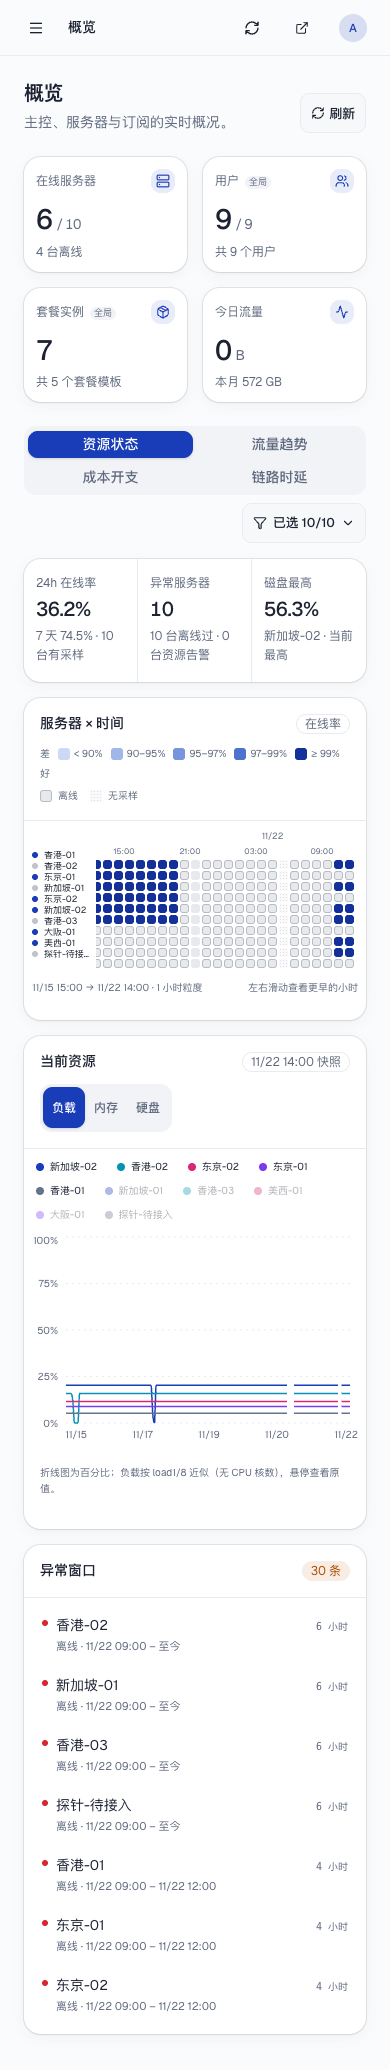 概览
A
概览
主控、服务器与订阅的实时概况。
刷新
在线服务器
6 / 10
4 台离线
用户 全局
9 / 9
共 9 个用户
套餐实例 全局
7
共 5 个套餐模板
今日流量
0 B
本月 572 GB
资源状态
流量趋势
成本开支
链路时延
已选 10/10
24h 在线率
36.2%
7 天 74.5% · 10
台有采样
异常服务器
10
10 台离线过 · 0
台资源告警
磁盘最高
56.3%
新加坡-02 · 当前
最高
服务器 × 时间
在线率
差 < 90% 90–95% 95–97% 97–99% ≥ 99%
好
离线 无采样
11/22
15:00 21:00 03:00 09:00
香港-01
香港-02
东京-01
新加坡-01
东京-02
新加坡-02
香港-03
大阪-01
美西-01
探针-待接...
11/15 15:00 → 11/22 14:00 · 1 小时粒度
左右滑动查看更早的小时
当前资源
11/22 14:00 快照
负载 内存 硬盘
新加坡-02 香港-02 东京-02 东京-01
香港-01 新加坡-01 香港-03 美西-01
大阪-01 探针-待接入
100%
75%
50%
25%
0%
11/15 11/17 11/19 11/20 11/22
折线图为百分比；负载按 load1/8 近似（无 CPU 核数），悬停查看原
值。
异常窗口
30 条
香港-02
6 小时
离线 · 11/22 09:00 – 至今
新加坡-01
6 小时
离线 · 11/22 09:00 – 至今
香港-03
6 小时
离线 · 11/22 09:00 – 至今
探针-待接入
6 小时
离线 · 11/22 09:00 – 至今
香港-01
4 小时
离线 · 11/22 09:00 – 11/22 12:00
东京-01
4 小时
离线 · 11/22 09:00 – 11/22 12:00
东京-02
4 小时
离线 · 11/22 09:00 – 11/22 12:00